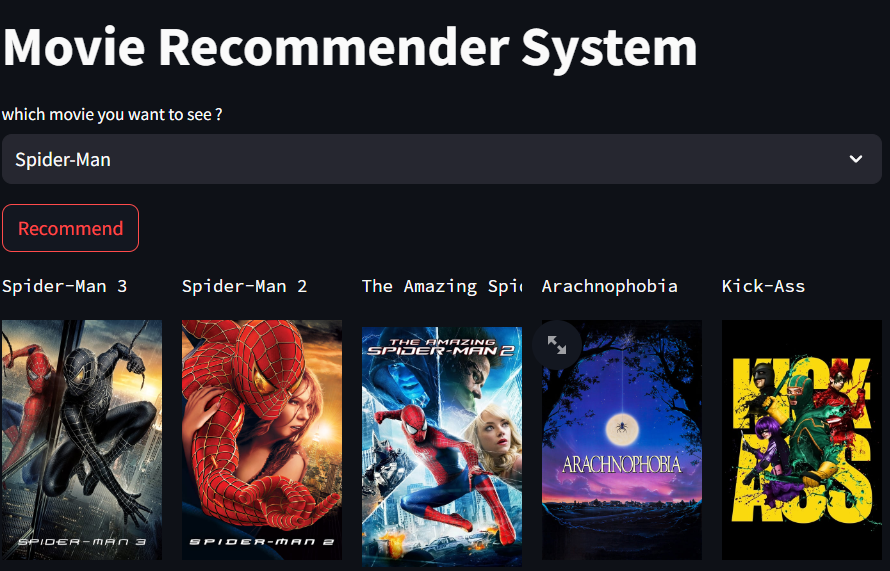 Movie Recommender System
which movie you want to see ?
Spider-Man
Recommend
Spider-Man 3
Spider-Man 2
The Amazing Spi
Arachnophobia
Kick-Ass
SPIDER-MAN 3
SPIDER-MAN 2
THE AMAZING
SPIDER-MAN 2
ARACHNOPHOBIA
KICK-
ASS